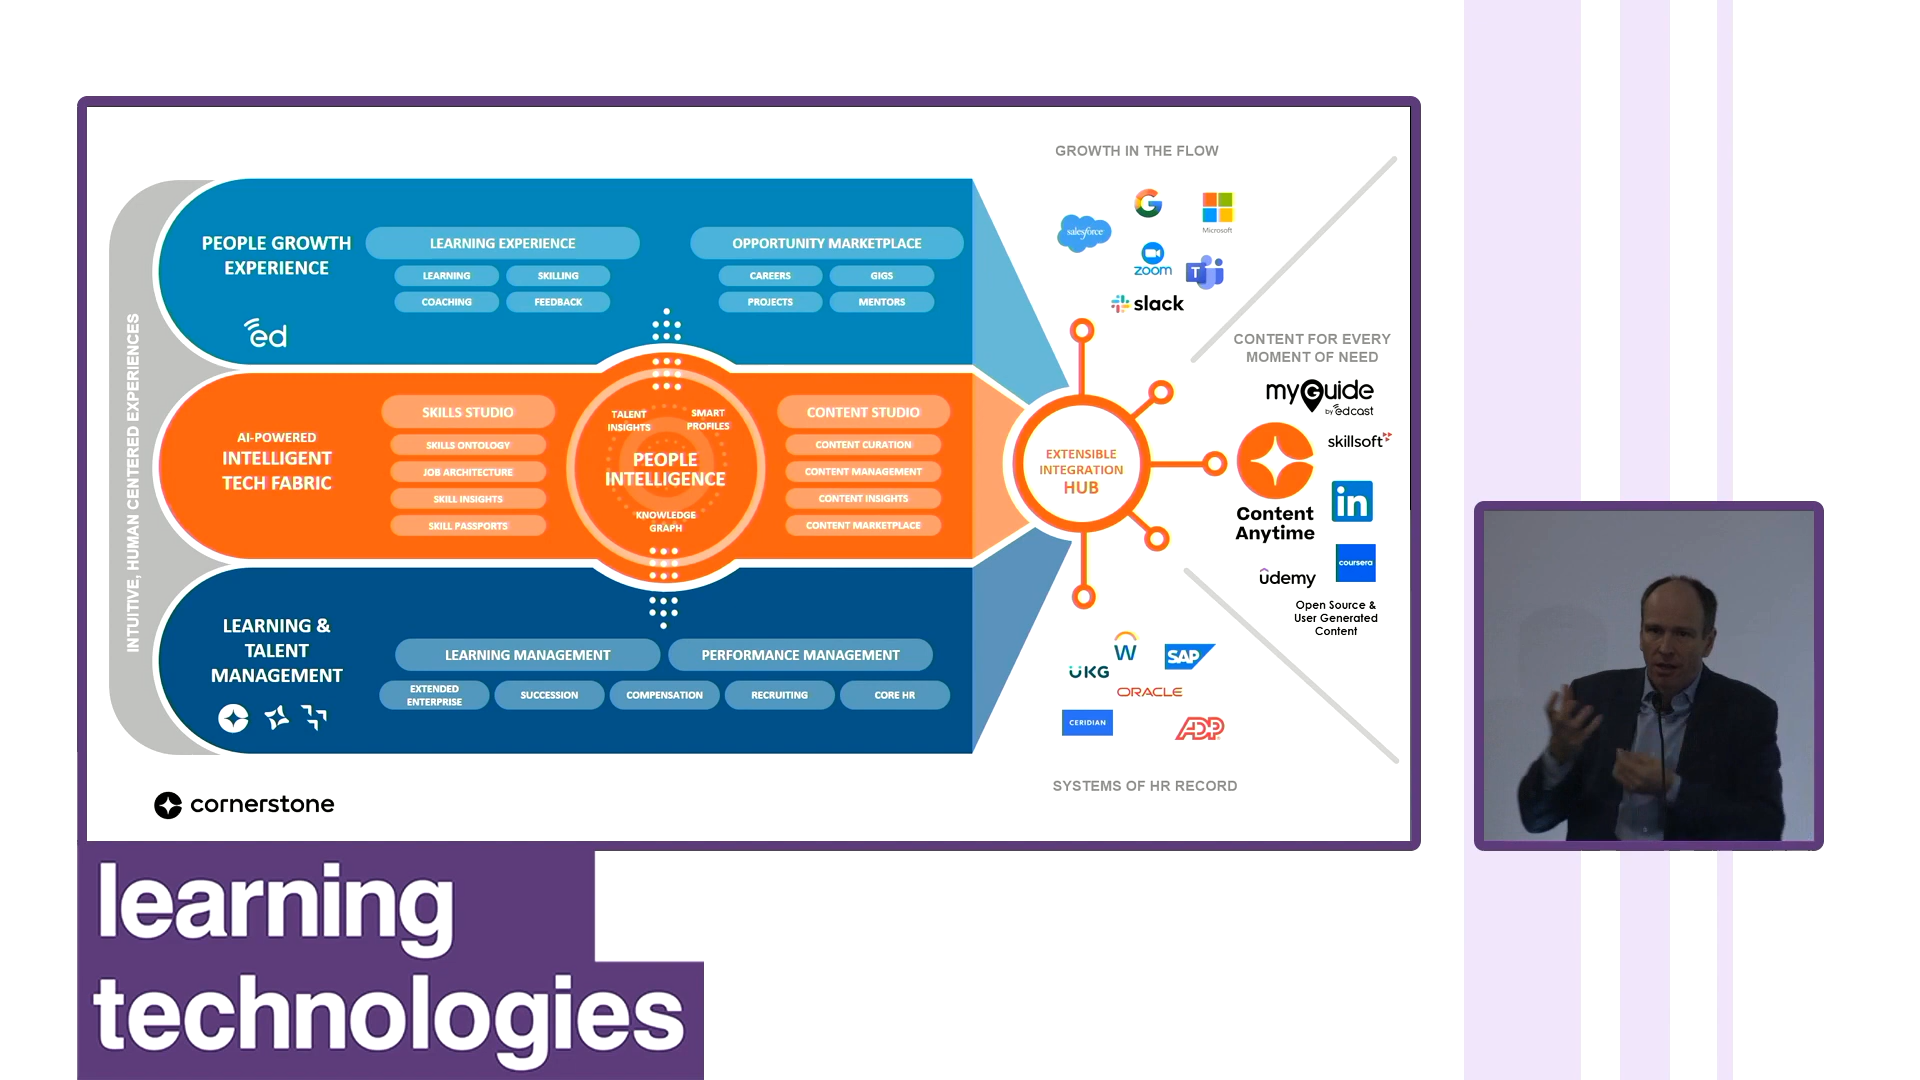 INTUITIVE, HUMAN CENTERED EXPERIENCES
PEOPLE GROWTH
EXPERIENCE
ed
LEARNING EXPERIENCE
LEARNING
SKILLING
COACHING
FEEDBACK
OPPORTUNITY MARKETPLACE
CAREERS
GIGS
PROJECTS
MENTORS
AI-POWERED
INTELLIGENT
TECH FABRIC
SKILLS STUDIO
SKILLS ONTOLOGY
JOB ARCHITECTURE
SKILL INSIGHTS
SKILL PASSPORTS
TALENT
INSIGHTS
SMART
PROFILES
PEOPLE
INTELLIGENCE
KNOWLEDGE
GRAPH
CONTENT STUDIO
CONTENT CURATION
CONTENT MANAGEMENT
CONTENT INSIGHTS
CONTENT MARKETPLACE
LEARNING &
TALENT
MANAGEMENT
LEARNING MANAGEMENT
PERFORMANCE MANAGEMENT
EXTENDED
ENTERPRISE
SUCCESSION
COMPENSATION
RECRUITING
CORE HR
EXTENSIBLE
INTEGRATION
HUB
GROWTH IN THE FLOW
salesforce
G
Microsoft
zoom
T
slack
CONTENT FOR EVERY
MOMENT OF NEED
myGuide
by edcast
skillsoft
Content
Anytime
in
coursera
udemy
Open Source &
User Generated
Content
W
UKG
SAP
ORACLE
CERIDIAN
ADP
SYSTEMS OF HR RECORD
cornerstone
learning
technologies